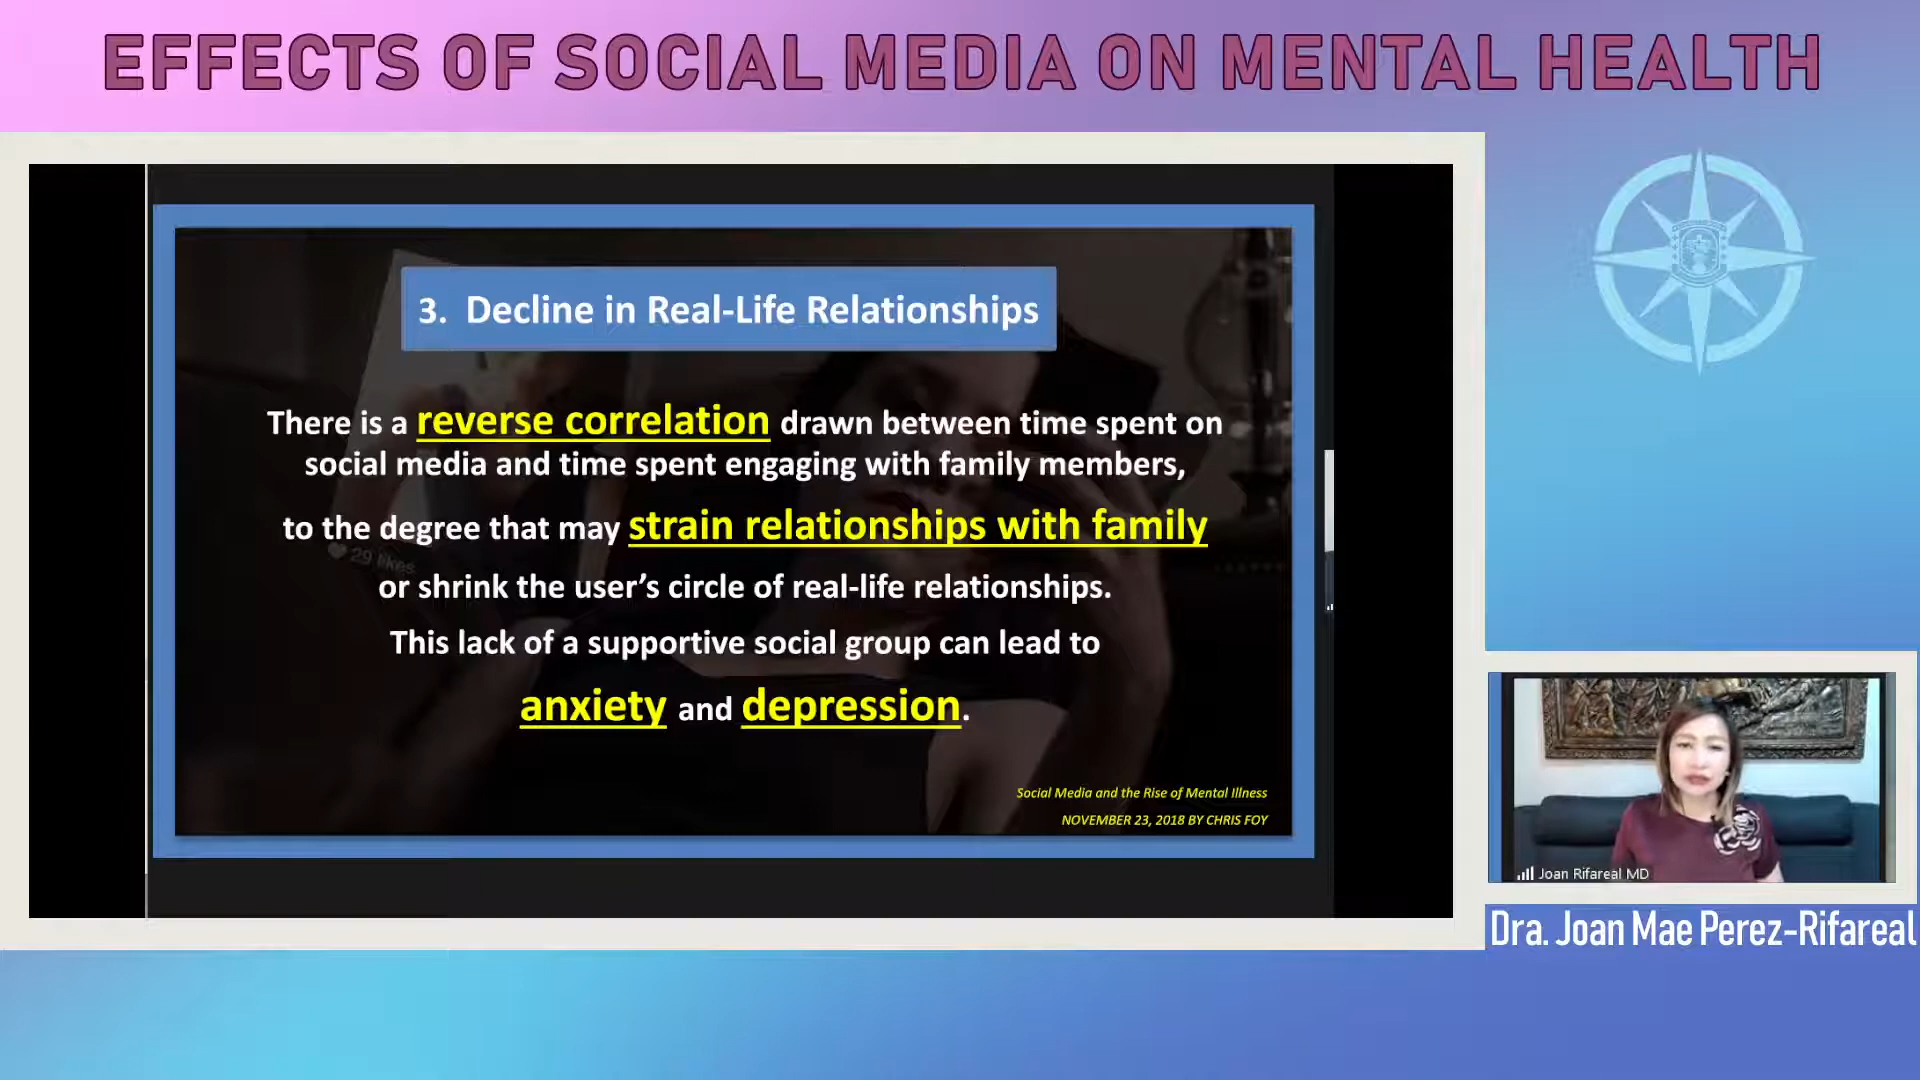 EFFECTS OF SOCIAL MEDIA ON MENTAL HEALTH
3. Decline in Real-Life Relationships
There is a reverse correlation drawn between time spent on
social media and time spent engaging with family members,
to the degree that may strain relationships with family
29 likes
or shrink the user’s circle of real-life relationships.
This lack of a supportive social group can lead to
anxiety and depression.
Social Media and the Rise of Mental Illness
NOVEMBER 23, 2018 BY CHRIS FOY
Joan Rifareal MD
Dra. Joan Mae Perez-Rifareal